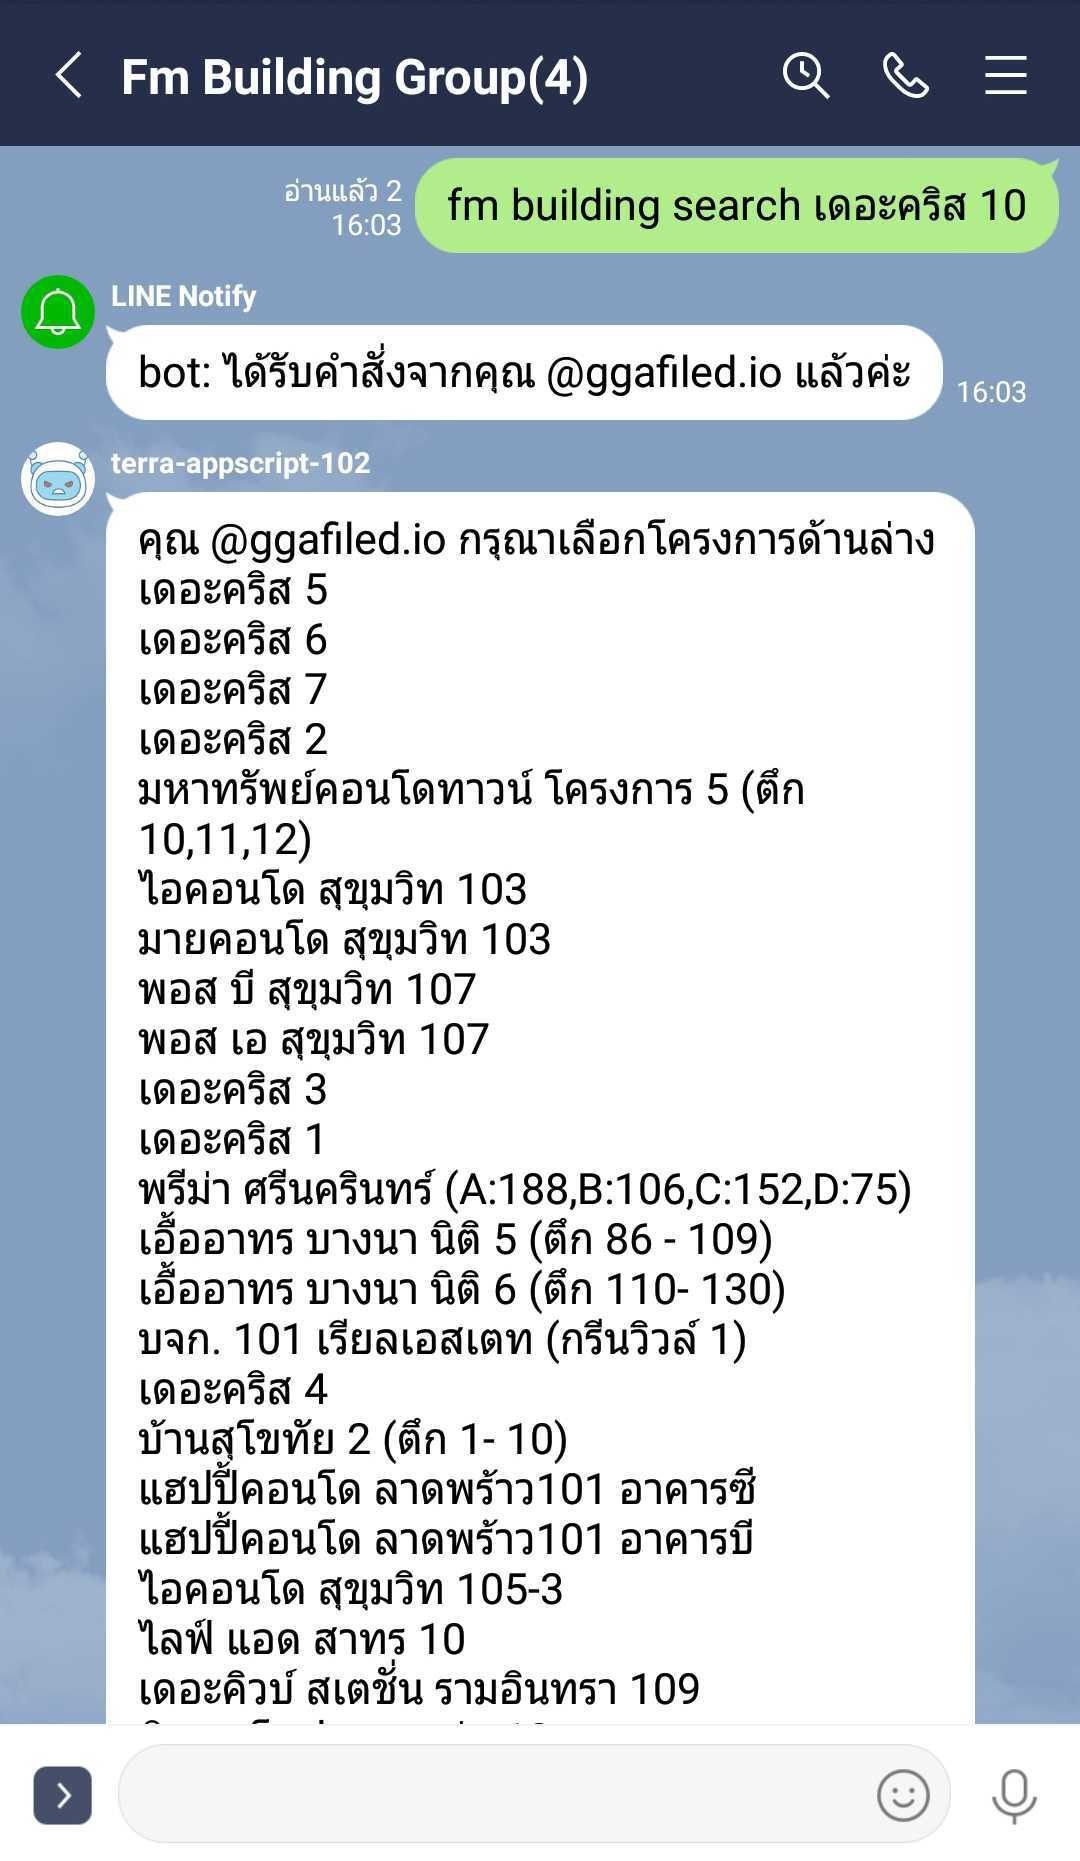 Fm Building Group(4)
อ่านแล้ว 2
16:03
fm building search เดอะคริส 10
LINE Notify
bot: ได้รับคำสั่งจากคุณ @ggafiled.io แล้วค่ะ
16:03
terra-appscript-102
คุณ @ggafiled.io กรุณาเลือกโครงการด้านล่าง
เดอะคริส 5
เดอะคริส 6
เดอะคริส 7
เดอะคริส 2
มหาทรัพย์คอนโดทาวน์ โครงการ 5 (ตึก
10,11,12)
ไอคอนโด สุขุมวิท 103
มายคอนโด สุขุมวิท 103
พอส บี สุขุมวิท 107
พอส เอ สุขุมวิท 107
เดอะคริส 3
เดอะคริส 1
พรีม่า ศรีนครินทร์ (A:188,B:106,C:152,D:75)
เอื้ออาทร บางนา นิติ 5 (ตึก 86 - 109)
เอื้ออาทร บางนา นิติ 6 (ตึก 110- 130)
บจก. 101 เรียลเอสเตท (กรีนวิวล์ 1)
เดอะคริส 4
บ้านสุโขทัย 2 (ตึก 1- 10)
แฮปปี้คอนโด ลาดพร้าว101 อาคารซี
แฮปปี้คอนโด ลาดพร้าว101 อาคารบี
ไอคอนโด สุขุมวิท 105-3
ไลฟ์ แอด สาทร 10
เดอะคิวบ์ สเตชั่น รามอินทรา 109